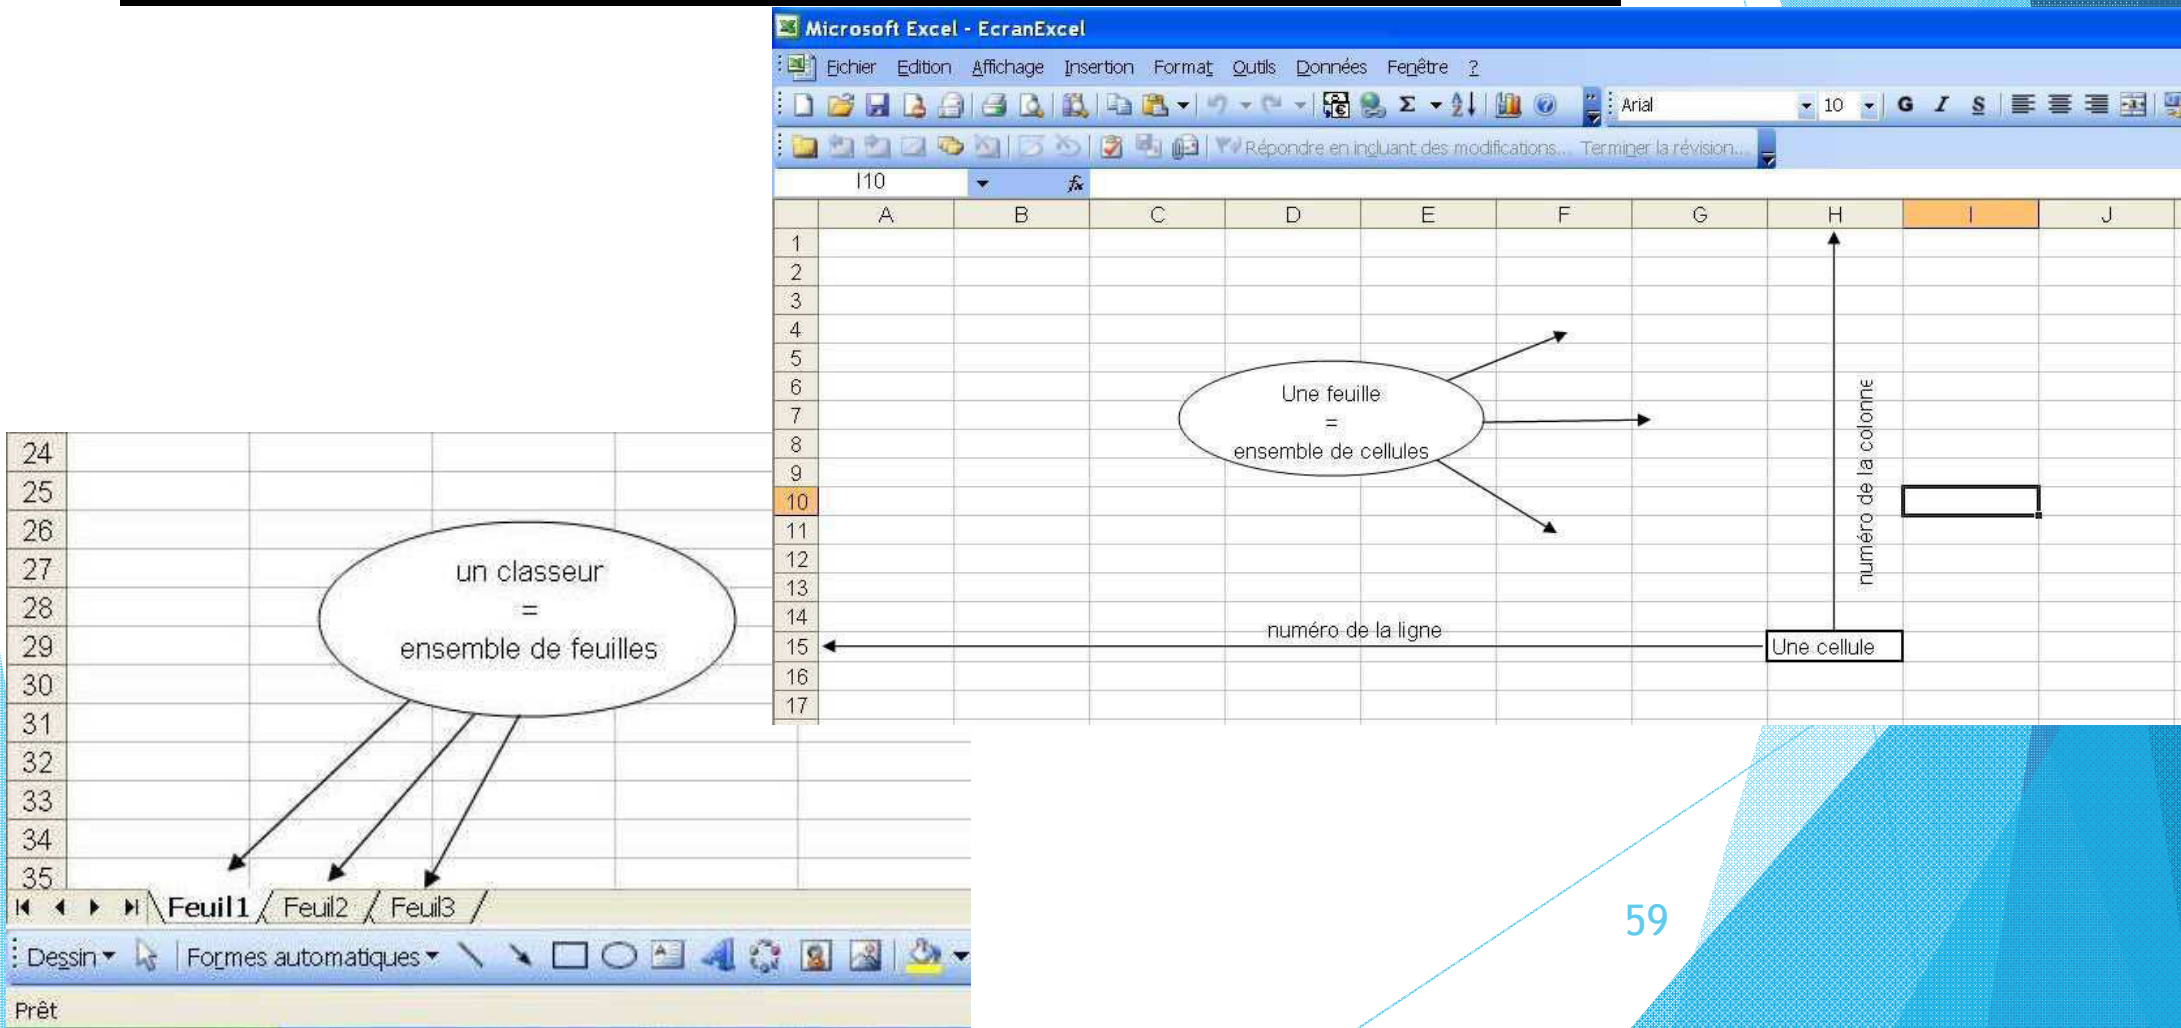 Microsoft Excel - EcranExcel
Fichier Edition Affichage Insertion Format Outils Données Fenêtre ?
Arial 10 G I S
Répondre en incluant des modifications... Terminer la révision...
I10 fx
A B C D E F G H I J
1
2
3
4
5
6
7
8
9
10
11
12
13
14
15
16
17
Une feuille
=
ensemble de cellules
numéro de la colonne
numéro de la ligne
Une cellule
24
25
26
27
28
29
30
31
32
33
34
35
un classeur
=
ensemble de feuilles
Feuil1 Feuil2 Feuil3
Dessin Formes automatiques
Prêt
59